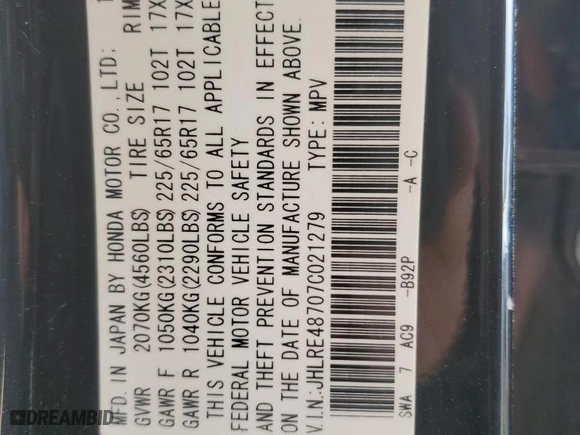 MFD. IN JAPAN BY HONDA MOTOR CO., LTD:
GVWR 2070KG(4560LBS) TIRE SIZE RIM
GAWR F 1050KG(2310LBS) 225/65R17 102T 17X
GAWR R 1040KG(2290LBS) 225/65R17 102T 17X
THIS VEHICLE CONFORMS TO ALL APPLICABLE
FEDERAL MOTOR VEHICLE SAFETY
AND THEFT PREVENTION STANDARDS IN EFFECT
ON THE DATE OF MANUFACTURE SHOWN ABOVE.
V.I.N:JHLRE48707C021279 TYPE: MPV
SWA 7 AC9 -B92P -A -C
DREAMBID